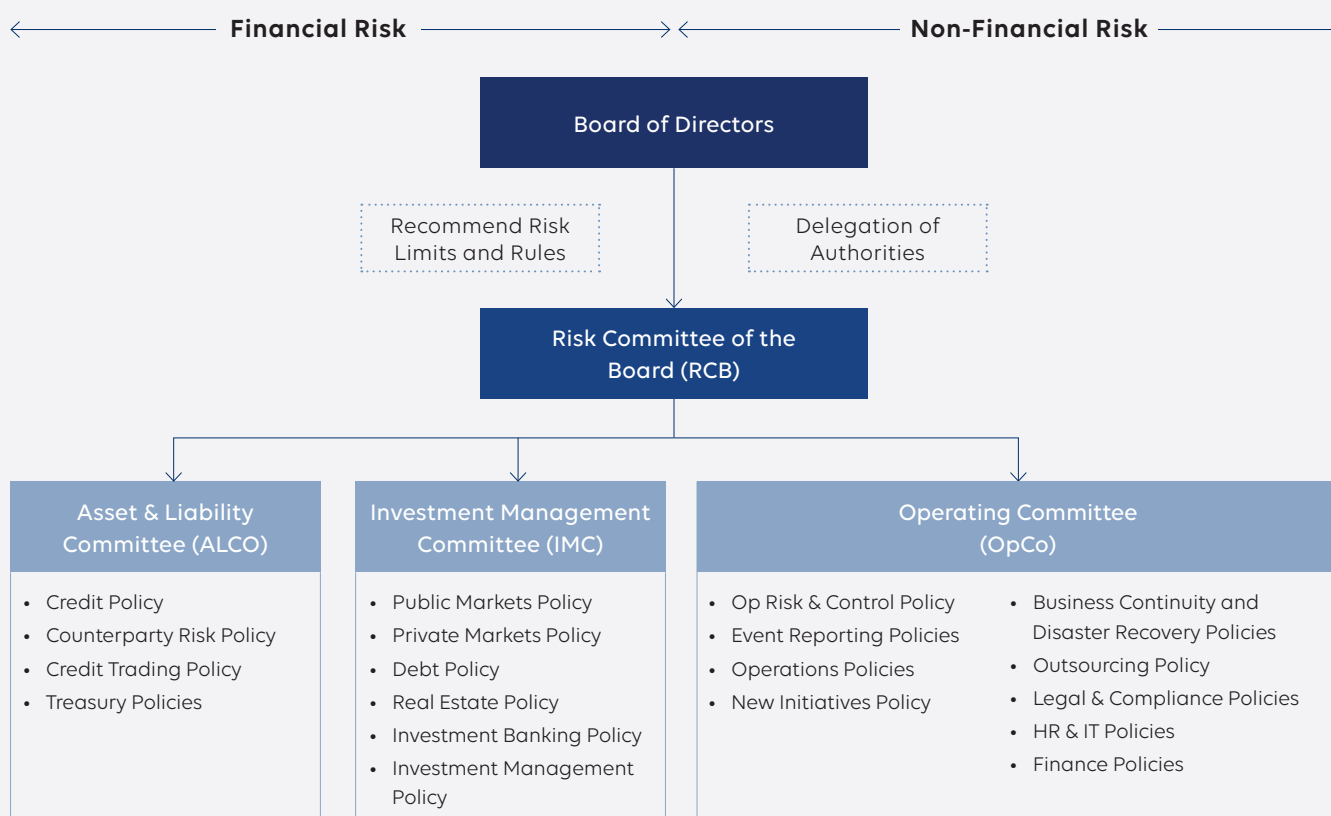 Financial Risk
Non-Financial Risk
Board of Directors
Recommend Risk
Limits and Rules
Delegation of
Authorities
Risk Committee of the
Board (RCB)
Asset & Liability
Committee (ALCO)
• Credit Policy
• Counterparty Risk Policy
• Credit Trading Policy
• Treasury Policies
Investment Management
Committee (IMC)
• Public Markets Policy
• Private Markets Policy
• Debt Policy
• Real Estate Policy
• Investment Banking Policy
• Investment Management
Policy
Operating Committee
(OpCo)
• Op Risk & Control Policy
• Event Reporting Policies
• Operations Policies
• New Initiatives Policy
• Business Continuity and
Disaster Recovery Policies
• Outsourcing Policy
• Legal & Compliance Policies
• HR & IT Policies
• Finance Policies